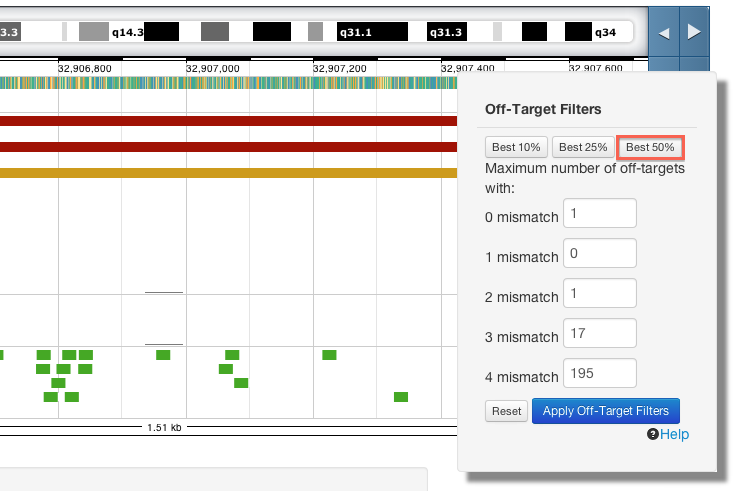 3.3 q14.3 q31.1 q31.3 q34
32,906,800 32,907,000 32,907,200 32,907,400 32,907,600
Off-Target Filters
Best 10% Best 25% Best 50%
Maximum number of off-targets
with:
0 mismatch 1
1 mismatch 0
2 mismatch 1
3 mismatch 17
4 mismatch 195
Reset Apply Off-Target Filters
Help
1.51 kb